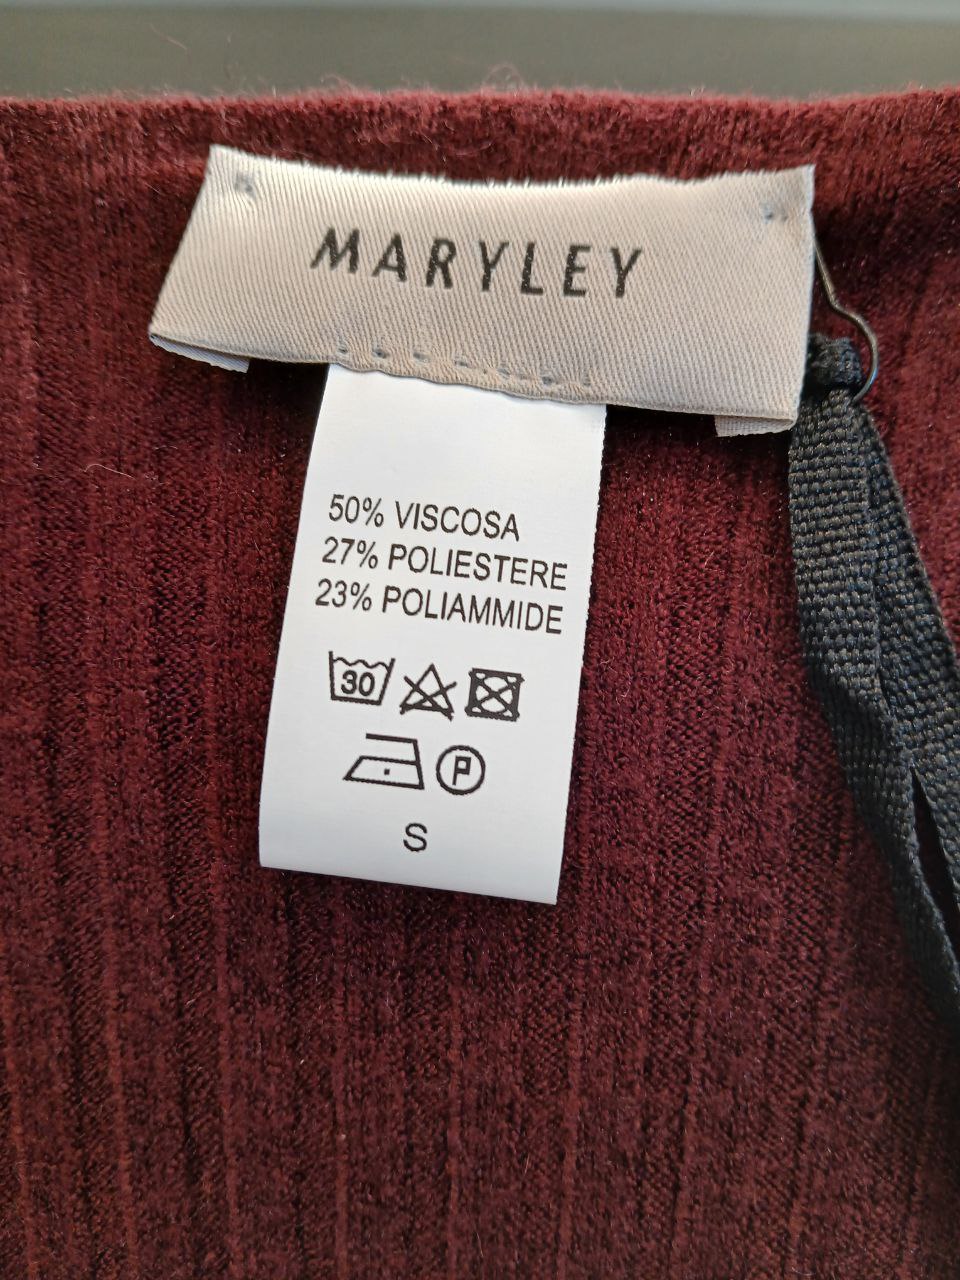 MARYLEY
50% VISCOSA
27% POLIESTERE
23% POLIAMMIDE
30
P
S